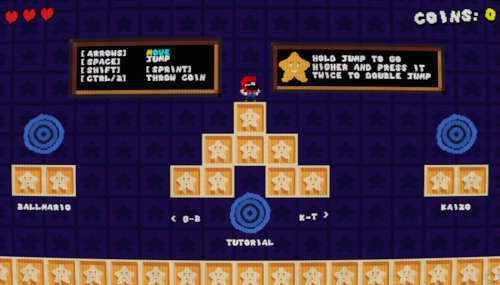 COINS: 0
[ARROWS] MOVE
[SPACE] JUMP
[SHIFT] [SPRINT]
[CTRL/Z] THROW COIN
HOLD JUMP TO GO
HIGHER AND PRESS IT
TWICE TO DOUBLE JUMP
BALLMARIO
< B-B
K-T >
KAIZO
TUTORIAL